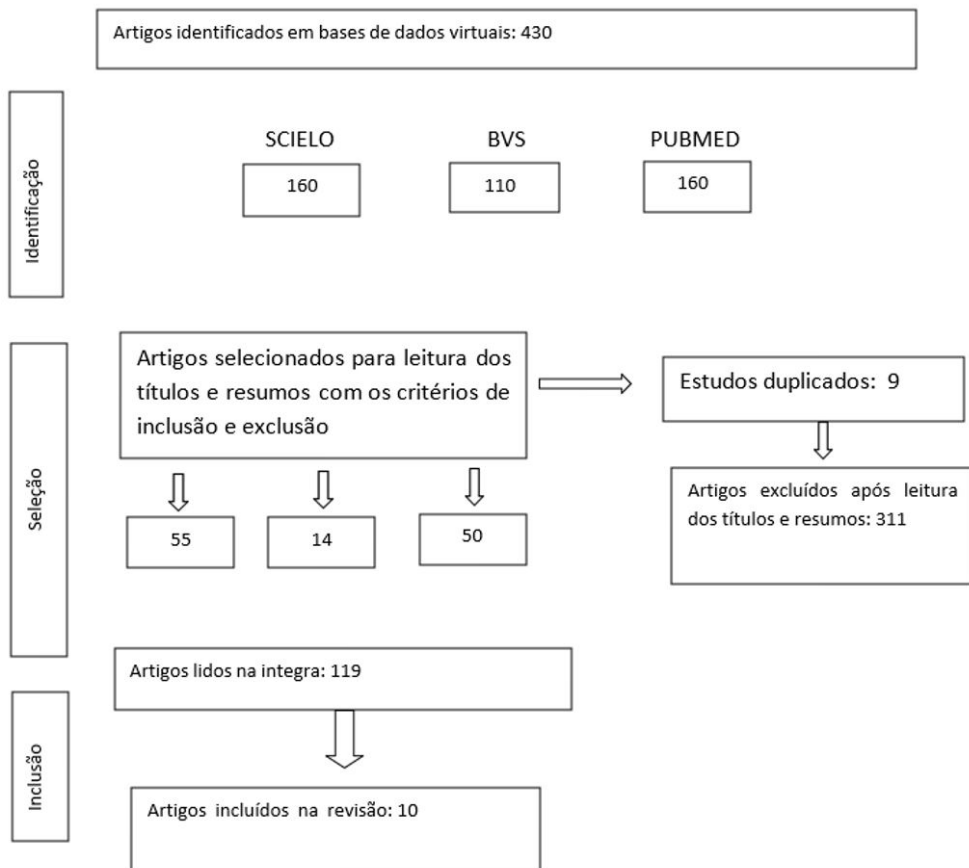 Artigos identificados em bases de dados virtuais: 430
Identificação
SCIELO
BVS
PUBMED
160
110
160
Seleção
Artigos selecionados para leitura dos
títulos e resumos com os critérios de
inclusão e exclusão
Estudos duplicados: 9
Artigos excluídos após leitura
dos títulos e resumos: 311
55
14
50
Artigos lidos na integra: 119
Inclusão
Artigos incluídos na revisão: 10